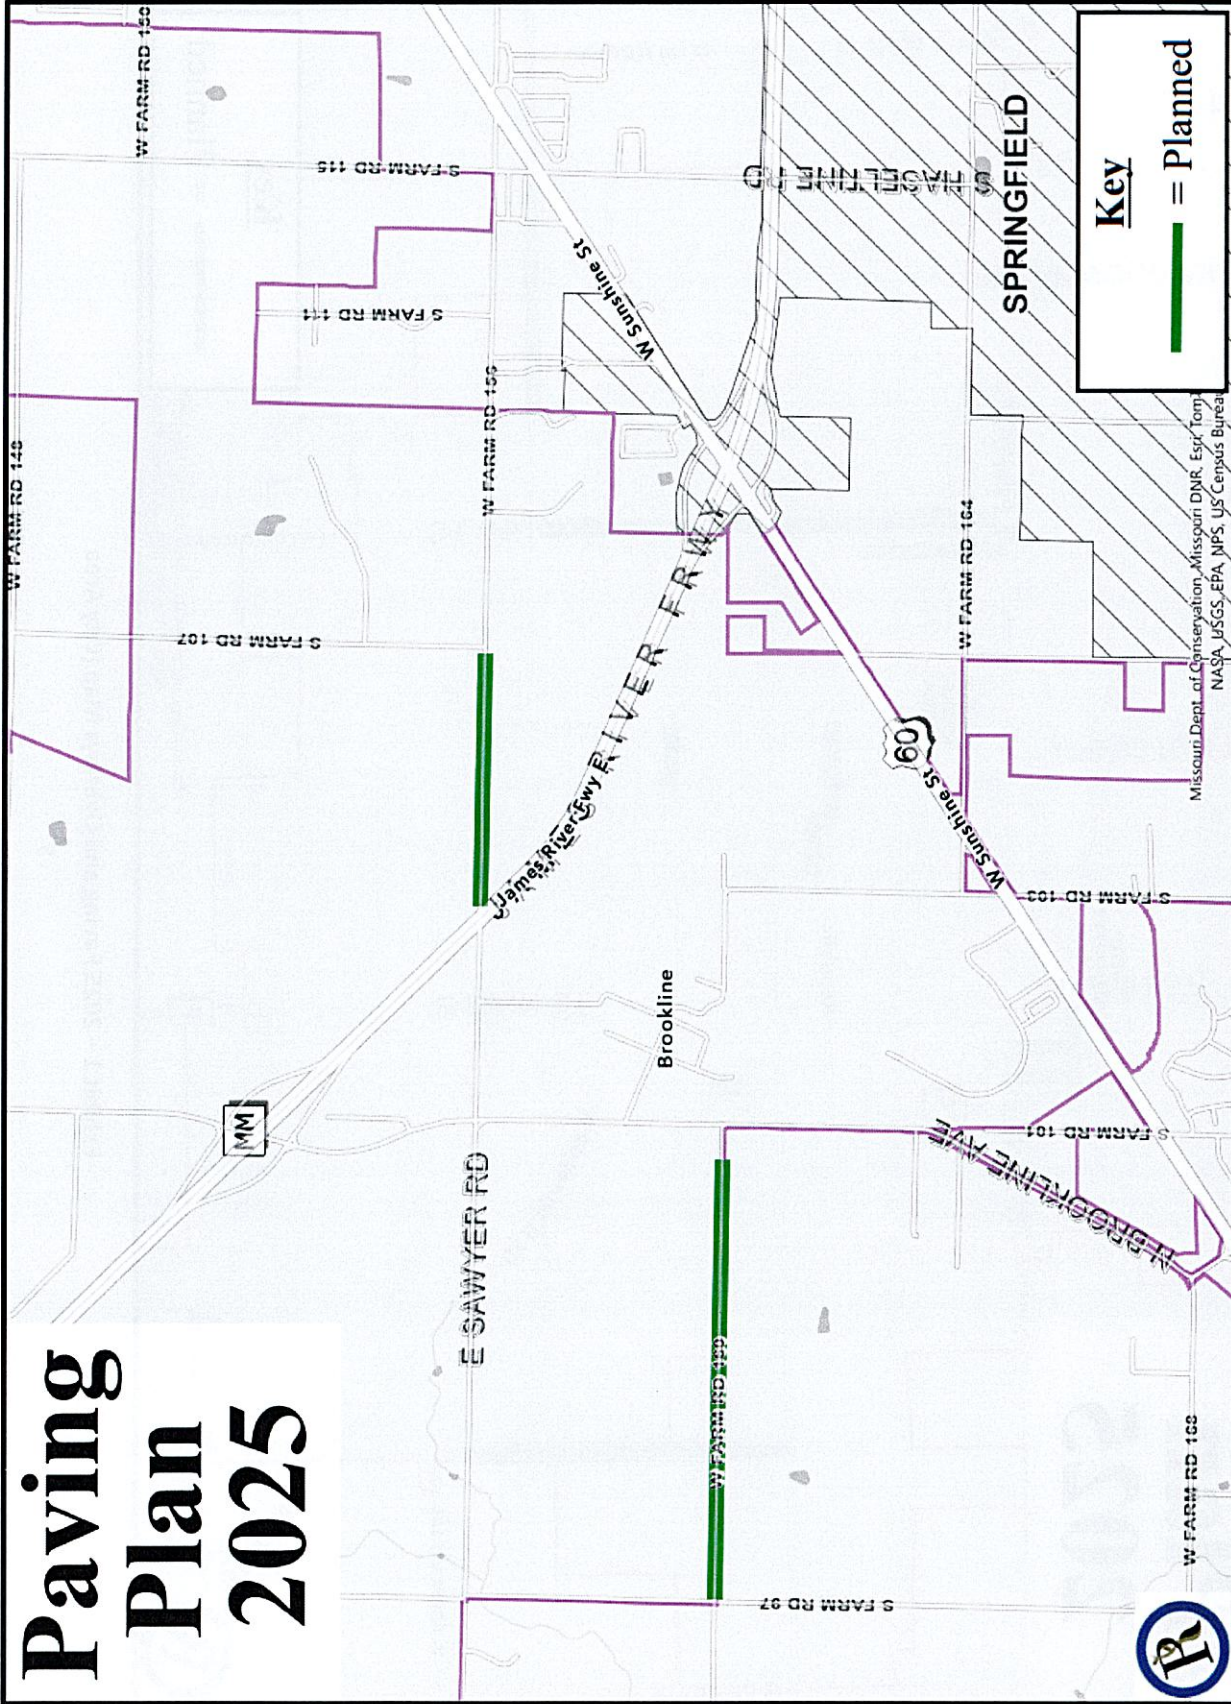 Paving
Plan
2025
W FARM RD 148
W FARM RD 150
S FARM RD 115
S FARM RD 111
S FARM RD 107
W FARM RD 156
W Sunshine St
W Sunshine St
S HASELTINE RD
SPRINGFIELD
MM
James River Fwy
RIVER FRWY
E SAWYER RD
Brookline
W FARM RD 164
60
W Sunshine St
S FARM RD 103
S FARM RD 101
N BROOKLINE AVE
S FARM RD 97
W FARM RD 168
R
Key
= Planned
Missouri Dept. of Conservation, Missouri DNR, Esri, Tom
NASA, USGS, EPA, NPS, US Census Bureau